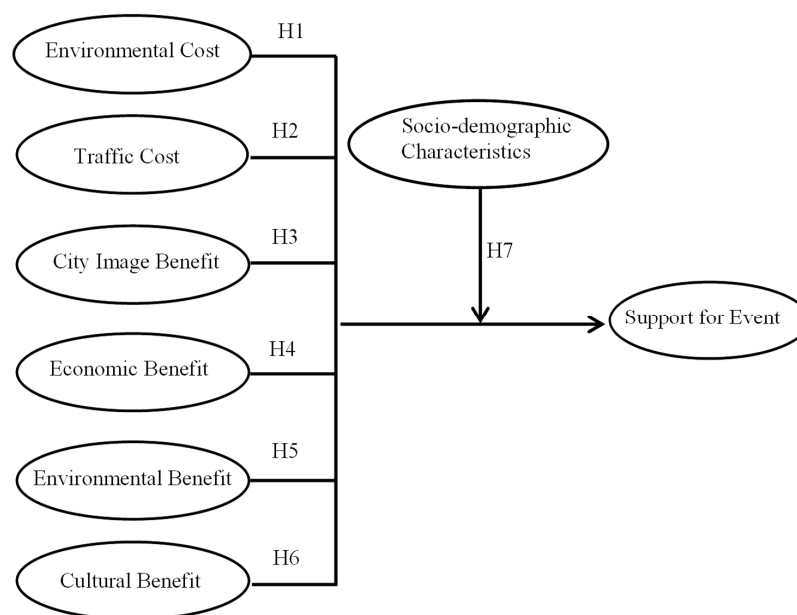 H1
Environmental Cost
H2
Traffic Cost
H3
City Image Benefit
H4
Economic Benefit
H5
Environmental Benefit
H6
Cultural Benefit
Socio-demographic
Characteristics
H7
Support for Event